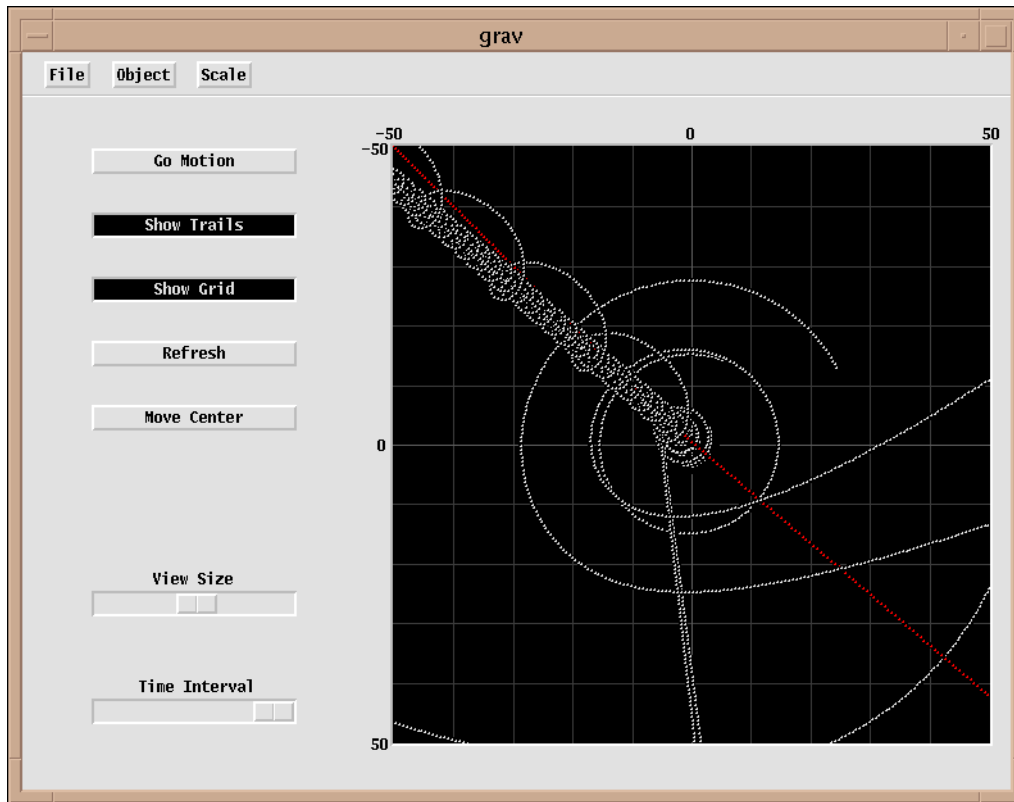 grav
File Object Scale
-50 0 50
-50
Go Motion
Show Trails
Show Grid
Refresh
Move Center
0
View Size
Time Interval
50